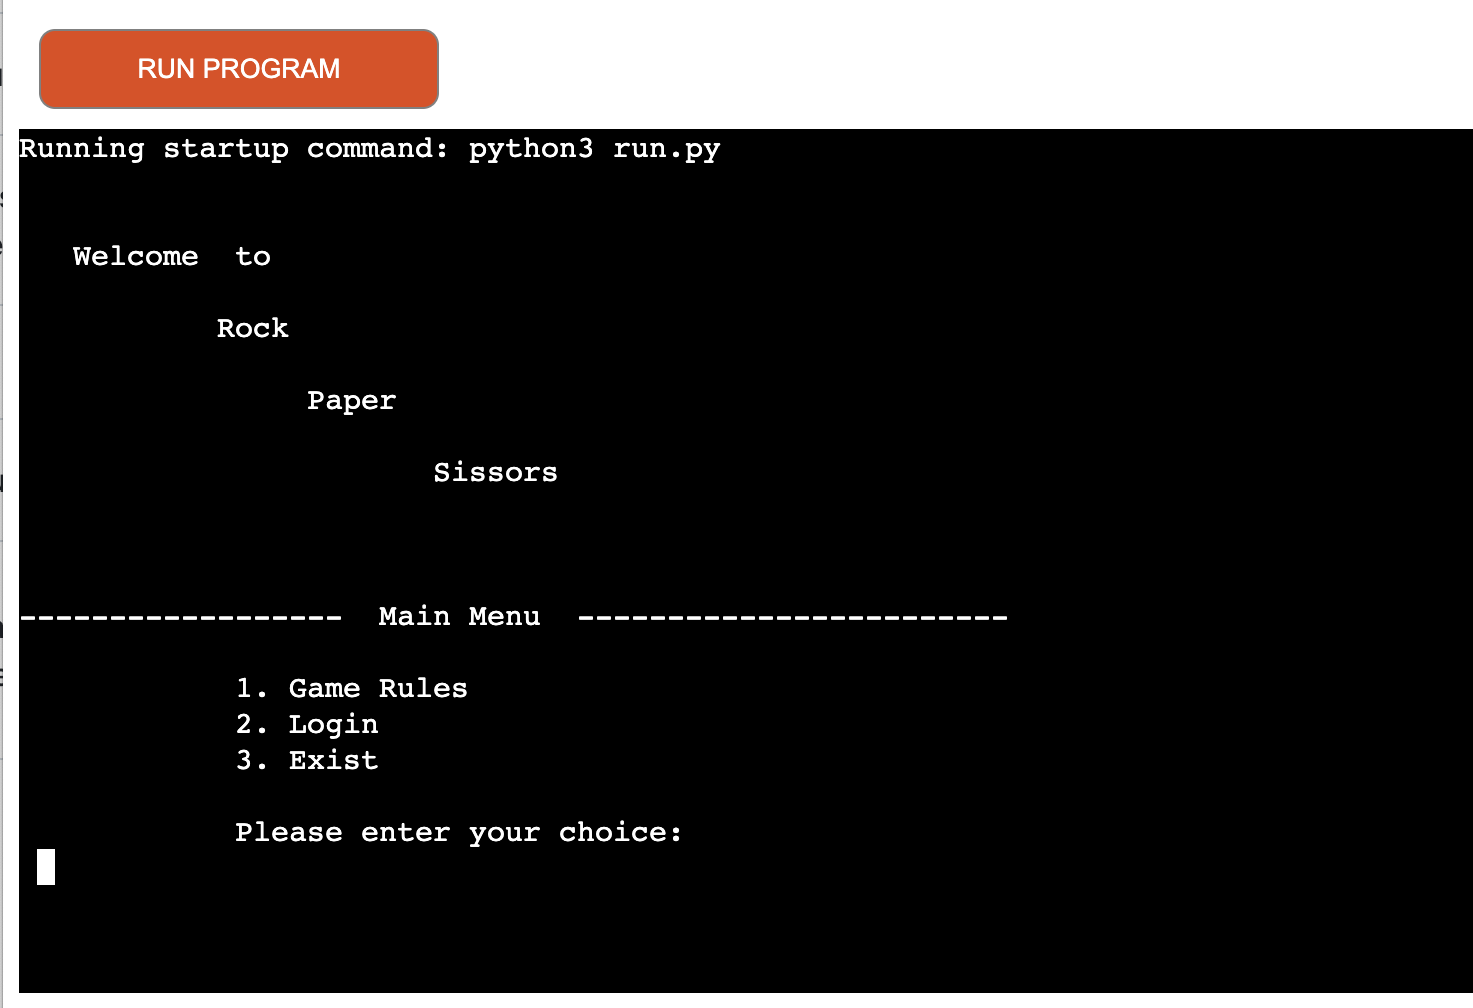 RUN PROGRAM
Running startup command: python3 run.py
Welcome  to
Rock
Paper
Sissors
------------------  Main Menu  ------------------------
1. Game Rules
2. Login
3. Exist
Please enter your choice: